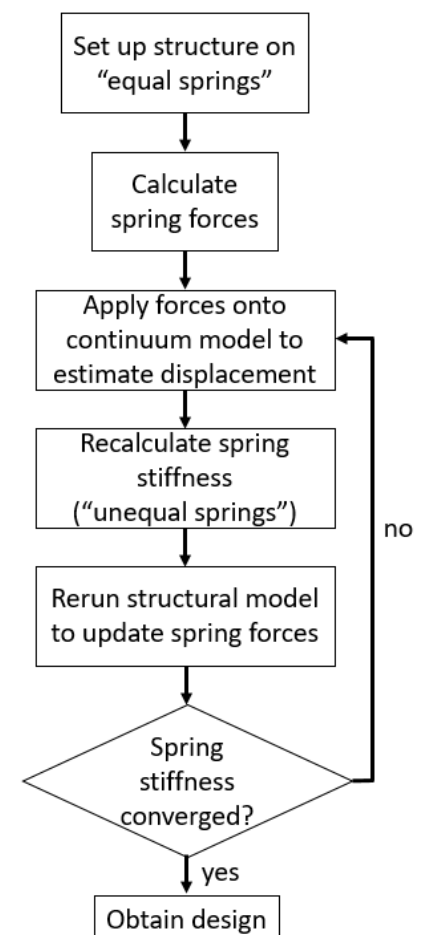 Set up structure on
“equal springs”
Calculate
spring forces
Apply forces onto
continuum model to
estimate displacement
Recalculate spring
stiffness
(“unequal springs”)
no
Rerun structural model
to update spring forces
Spring
stiffness
converged?
yes
Obtain design